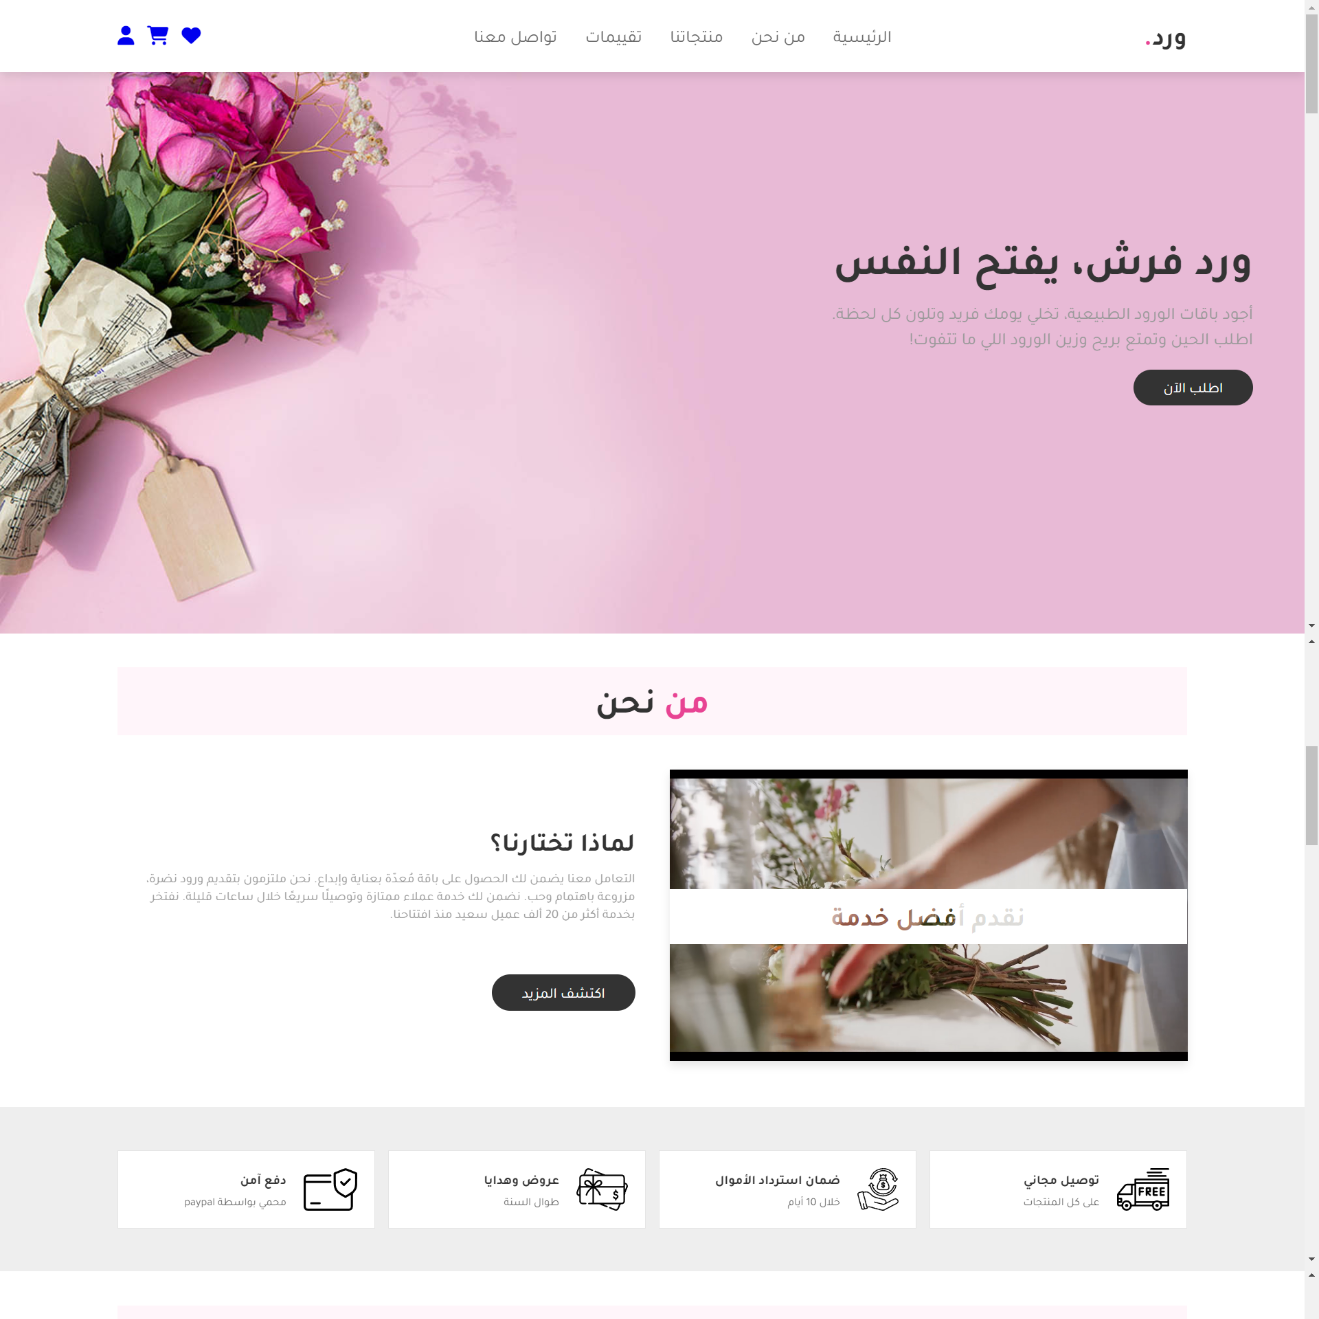 ورد.
الرئيسية
من نحن
منتجاتنا
تقييمات
تواصل معنا
ورد فرش، يفتح النفس
أجود باقات الورود الطبيعية، تخلي يومك فريد وتلون كل لحظة.
اطلب الحين وتمتع بريح وزين الورود اللي ما تتفوت!
اطلب الآن
من نحن
نقدم أفضل خدمة
لماذا تختارنا؟
التعامل معنا يضمن لك الحصول على باقة مُعدّة بعناية وإبداع. نحن ملتزمون بتقديم ورود نضرة،
مزروعة باهتمام وحب. نضمن لك خدمة عملاء ممتازة وتوصيلًا سريعًا خلال ساعات قليلة. نفتخر
بخدمة أكثر من 20 ألف عميل سعيد منذ افتتاحنا.
اكتشف المزيد
FREE
توصيل مجاني
على كل المنتجات
ضمان استرداد الأموال
خلال 10 أيام
عروض وهدايا
طوال السنة
دفع آمن
محمي بواسطة paypal